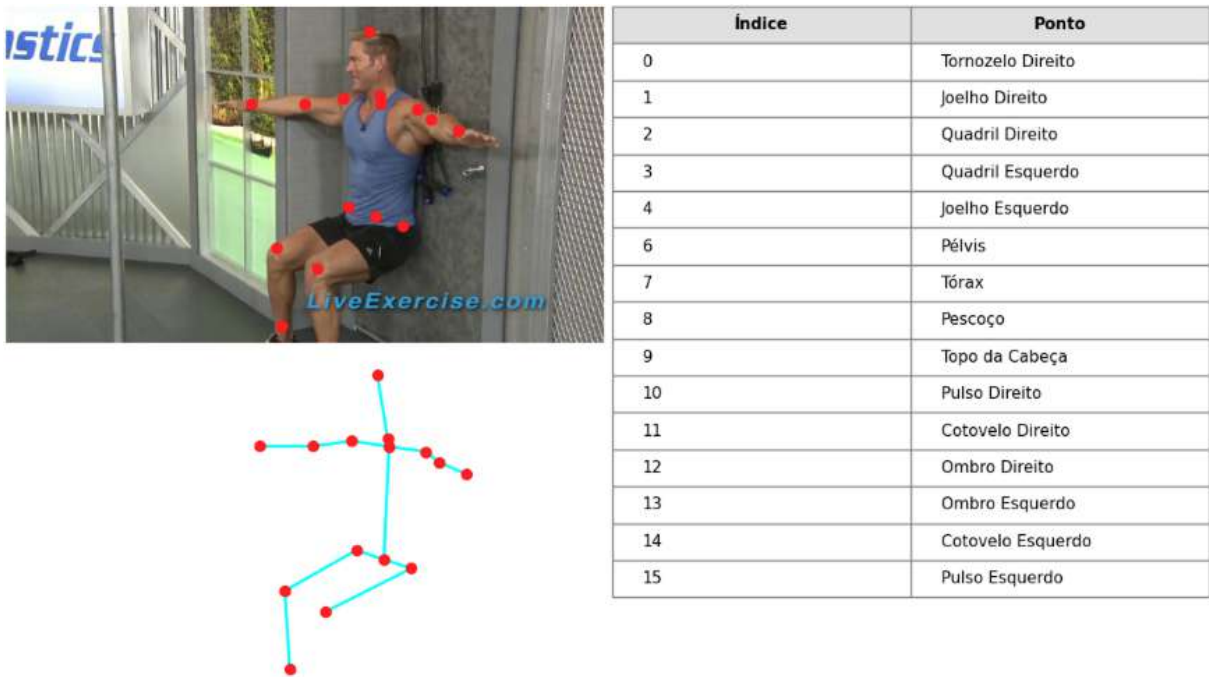 astics
LiveExercise.com
Índice Ponto
0 Tornozelo Direito
1 Joelho Direito
2 Quadril Direito
3 Quadril Esquerdo
4 Joelho Esquerdo
6 Pélvis
7 Tórax
8 Pescoço
9 Topo da Cabeça
10 Pulso Direito
11 Cotovelo Direito
12 Ombro Direito
13 Ombro Esquerdo
14 Cotovelo Esquerdo
15 Pulso Esquerdo